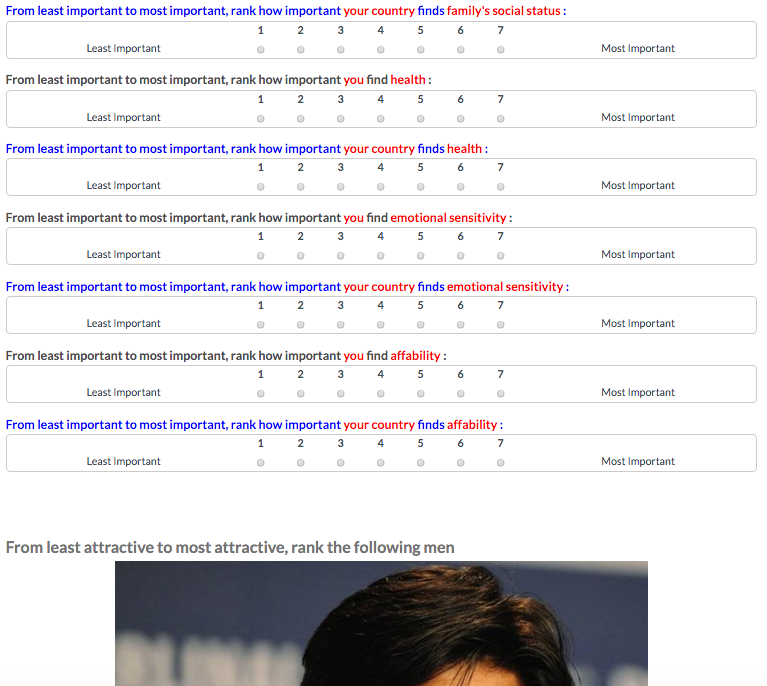 From least important to most important, rank how important your country finds family's social status :
1 2 3 4 5 6 7
Least Important Most Important
From least important to most important, rank how important you find health :
1 2 3 4 5 6 7
Least Important Most Important
From least important to most important, rank how important your country finds health :
1 2 3 4 5 6 7
Least Important Most Important
From least important to most important, rank how important you find emotional sensitivity :
1 2 3 4 5 6 7
Least Important Most Important
From least important to most important, rank how important your country finds emotional sensitivity :
1 2 3 4 5 6 7
Least Important Most Important
From least important to most important, rank how important you find affability :
1 2 3 4 5 6 7
Least Important Most Important
From least important to most important, rank how important your country finds affability :
1 2 3 4 5 6 7
Least Important Most Important
From least attractive to most attractive, rank the following men